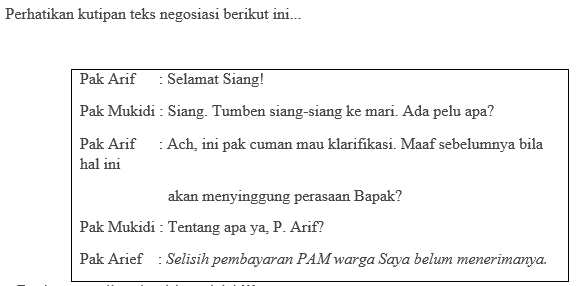 Perhatikan kutipan teks negosiasi berikut ini...
Pak Arif : Selamat Siang!
Pak Mukidi : Siang. Tumben siang-siang ke mari. Ada pelu apa?
Pak Arif : Ach, ini pak cuman mau klarifikasi. Maaf sebelumnya bila
hal ini
akan menyinggung perasaan Bapak?
Pak Mukidi : Tentang apa ya, P. Arif?
Pak Arief : Selisih pembayaran PAM warga Saya belum menerimanya.